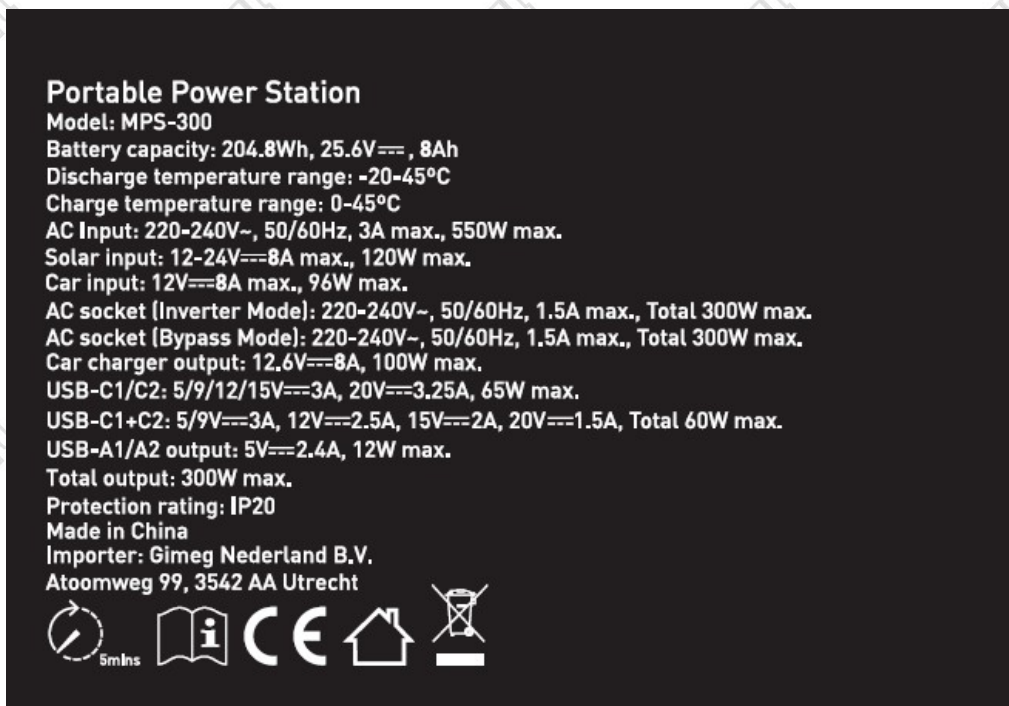 Portable Power Station
Model: MPS-300
Battery capacity: 204.8Wh, 25.6V⎓, 8Ah
Discharge temperature range: -20-45ºC
Charge temperature range: 0-45ºC
AC Input: 220-240V~, 50/60Hz, 3A max., 550W max.
Solar input: 12-24V⎓8A max., 120W max.
Car input: 12V⎓8A max., 96W max.
AC socket (Inverter Mode): 220-240V~, 50/60Hz, 1.5A max., Total 300W max.
AC socket (Bypass Mode): 220-240V~, 50/60Hz, 1.5A max., Total 300W max.
Car charger output: 12.6V⎓8A, 100W max.
USB-C1/C2: 5/9/12/15V⎓3A, 20V⎓3.25A, 65W max.
USB-C1+C2: 5/9V⎓3A, 12V⎓2.5A, 15V⎓2A, 20V⎓1.5A, Total 60W max.
USB-A1/A2 output: 5V⎓2.4A, 12W max.
Total output: 300W max.
Protection rating: IP20
Made in China
Importer: Gimeg Nederland B.V.
Atoomweg 99, 3542 AA Utrecht
5mins
CE